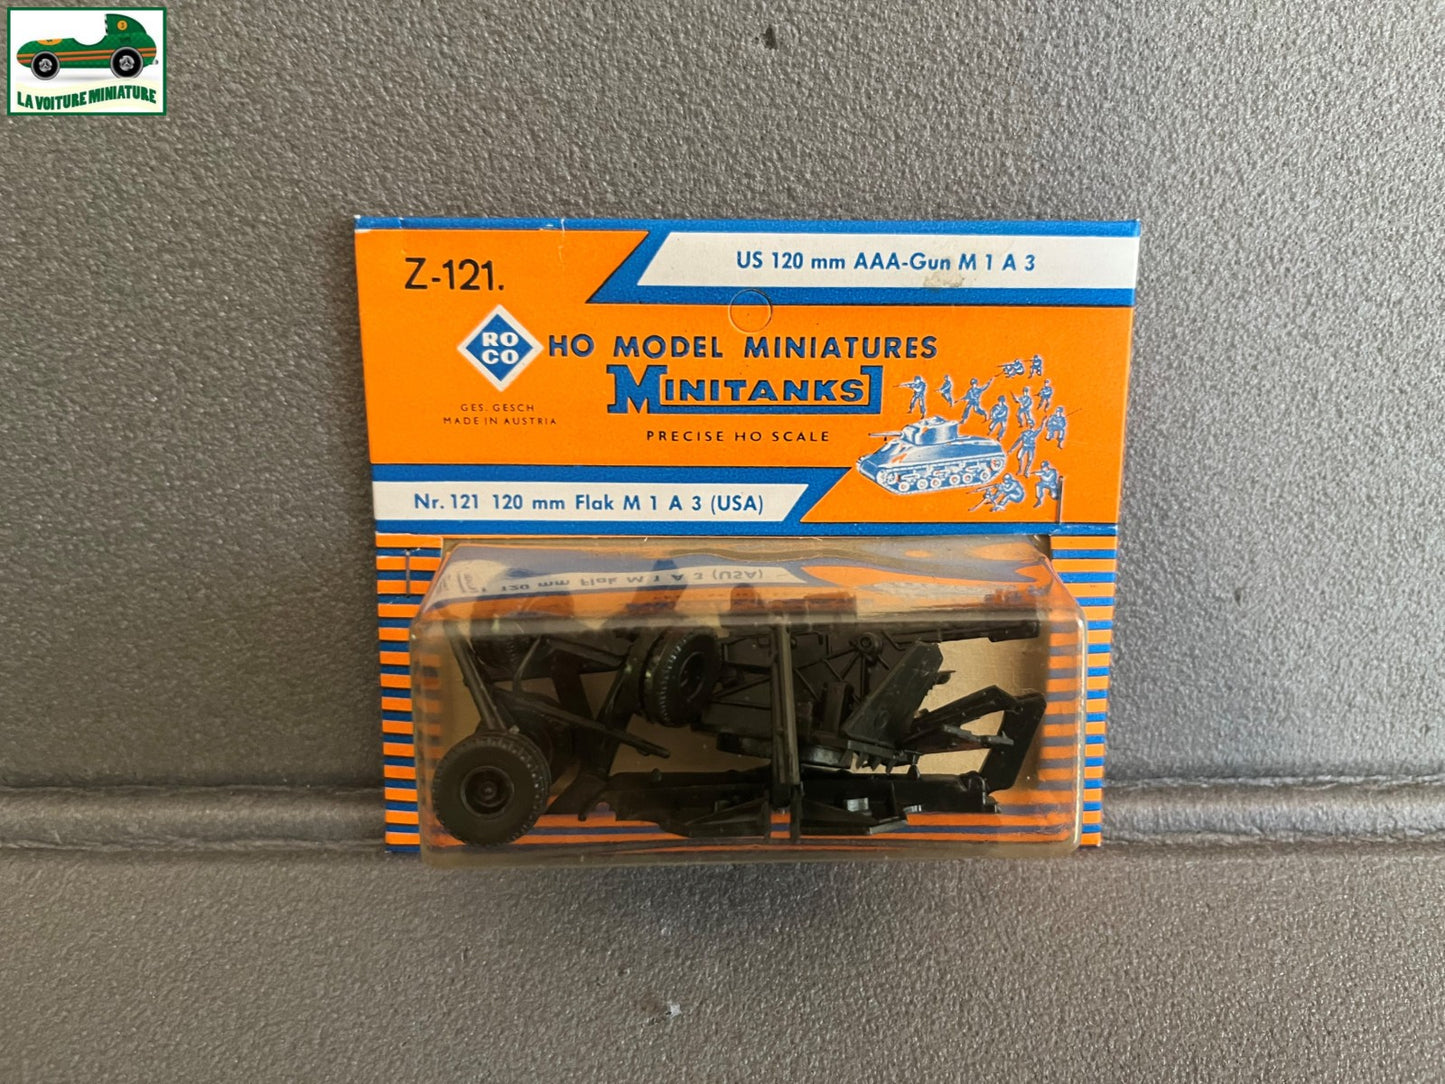 LA VOITURE MINIATURE
Z-121.
US 120 mm AAA-Gun M 1 A 3
RO
CO
HO MODEL MINIATURES
MINITANKS
GES. GESCH
MADE IN AUSTRIA
PRECISE HO SCALE
Nr. 121 120 mm Flak M 1 A 3 (USA)